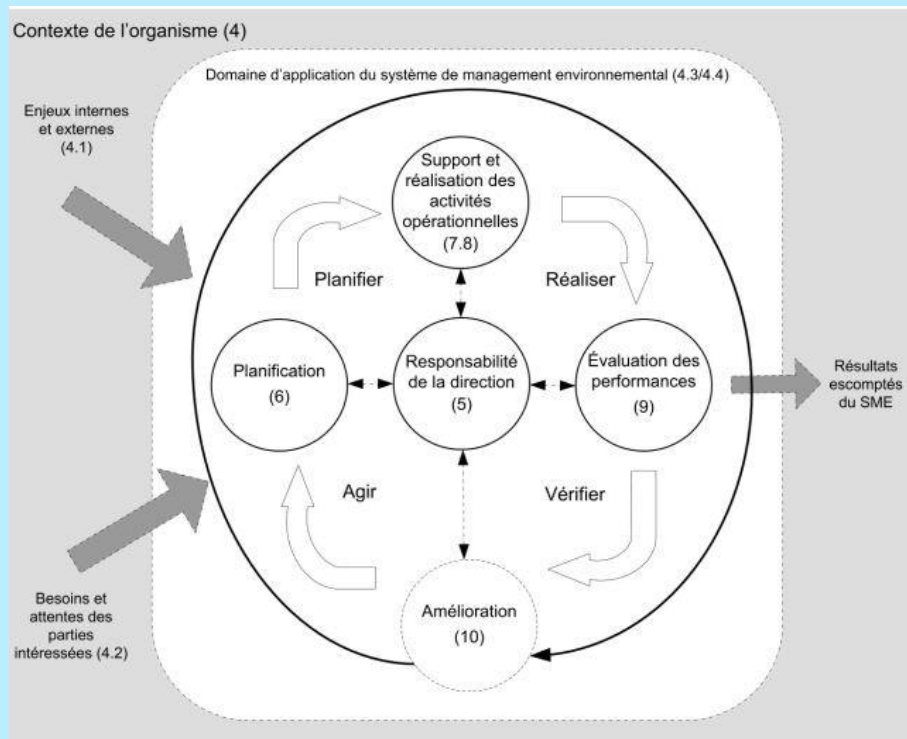 Contexte de l'organisme (4)
Domaine d'application du système de management environnemental (4.3/4.4)
Enjeux internes
et externes
(4.1)
Support et
réalisation des
activités
opérationnelles
(7.8)
Planifier
Réaliser
Planification
(6)
Responsabilité
de la direction
(5)
Évaluation des
performances
(9)
Résultats
escomptés
du SME
Agir
Vérifier
Besoins et
attentes des
parties
intéressées (4.2)
Amélioration
(10)